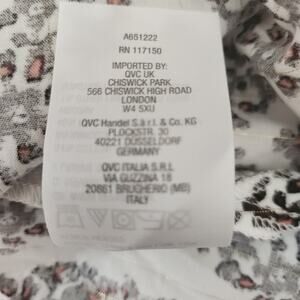 A651222
RN 117150
IMPORTED BY:
QVC UK
CHISWICK PARK
566 CHISWICK HIGH ROAD
LONDON
W4 5XU
QVC Handel S.à r.l. & Co. KG
PLOCKSTR. 30
40221 DÜSSELDORF
GERMANY
QVC ITALIA S.R.L
VIA GUZZINA 18
20861 BRUGHERIO (MB)
ITALY